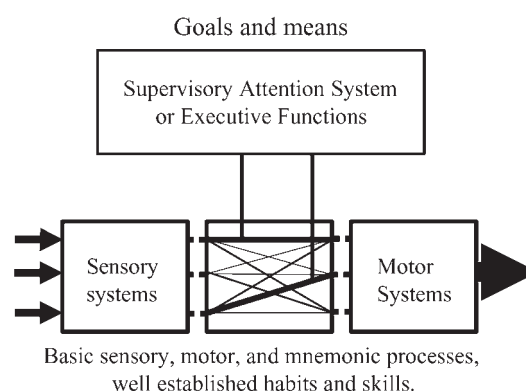 Goals and means
Supervisory Attention System
or Executive Functions
Sensory
systems
Motor
Systems
Basic sensory, motor, and mnemonic processes,
well established habits and skills.